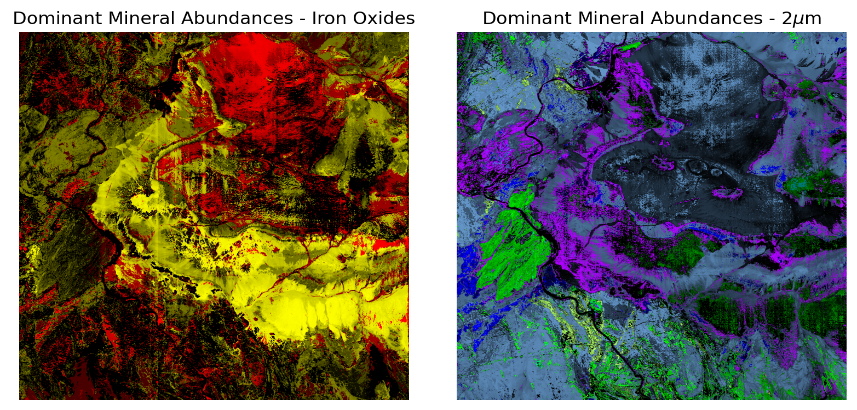 Dominant Mineral Abundances - Iron Oxides
Dominant Mineral Abundances - 2μm